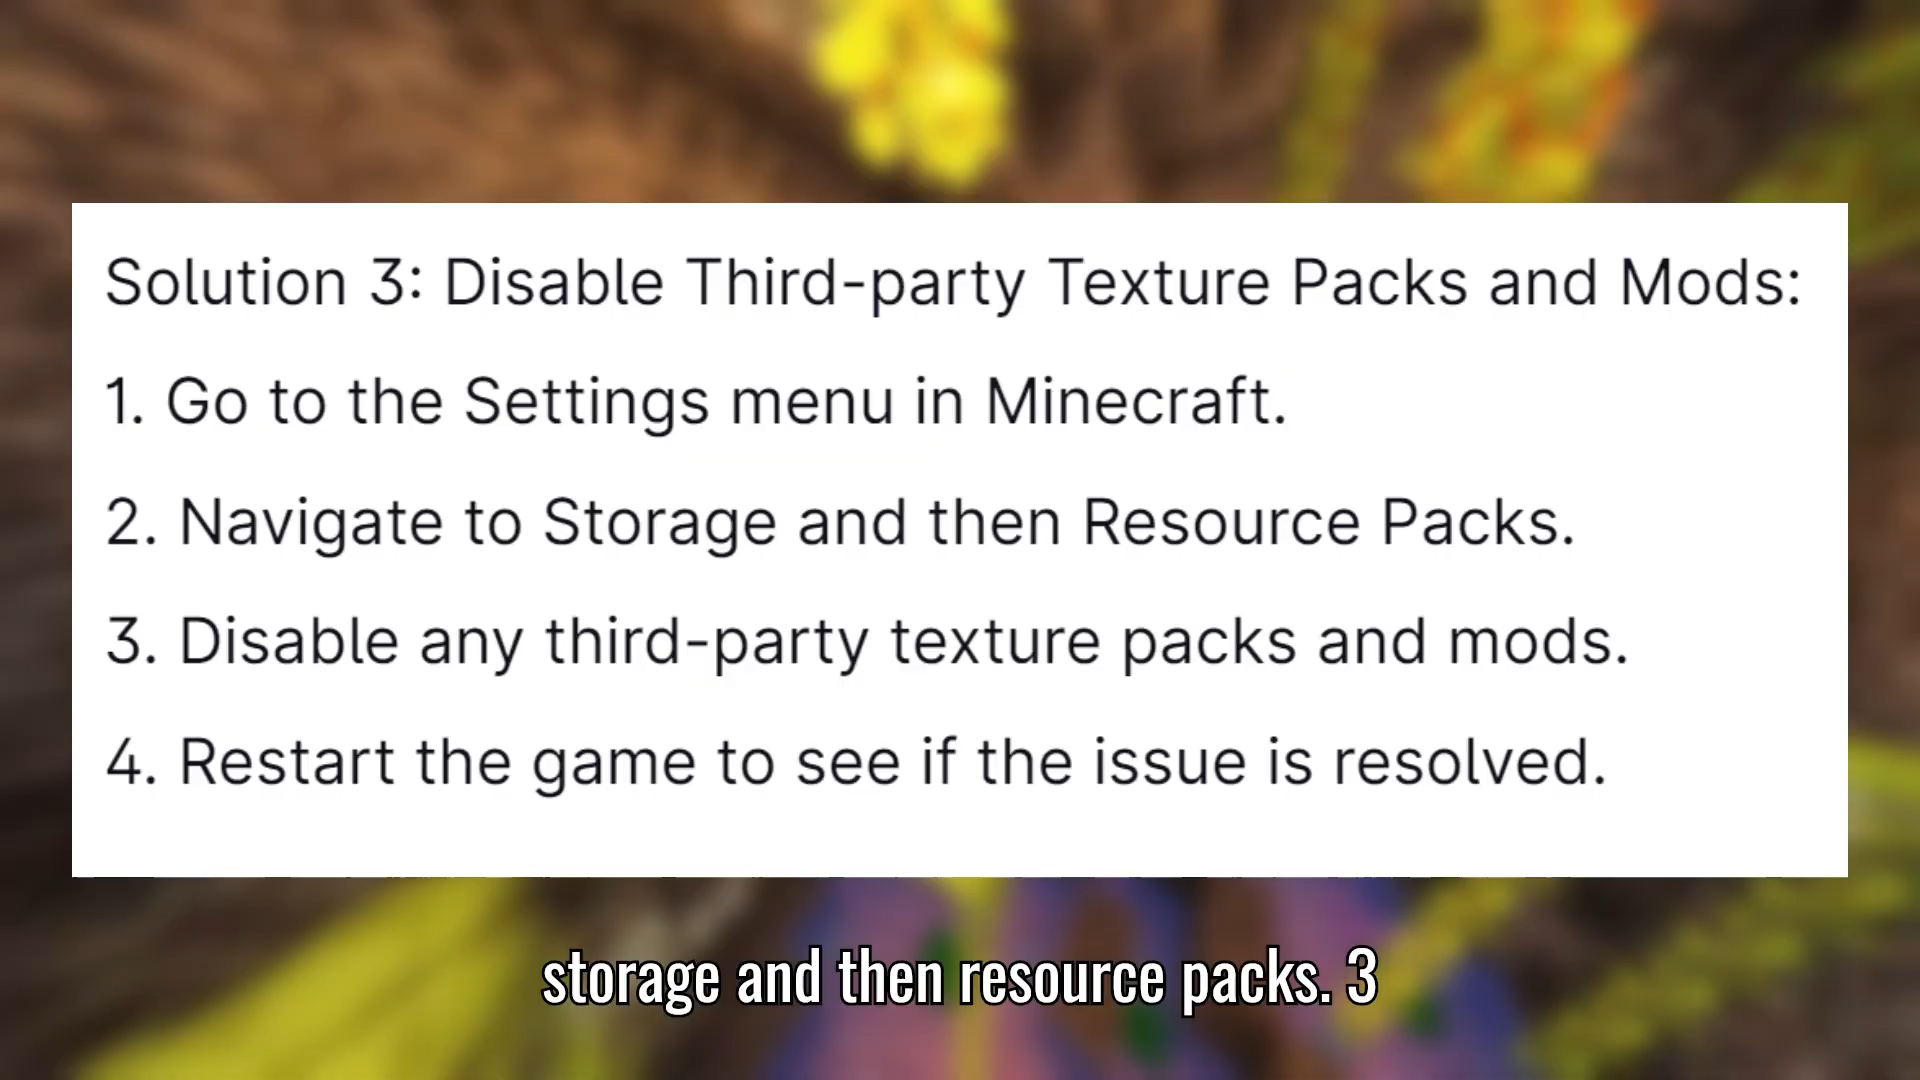 Solution 3: Disable Third-party Texture Packs and Mods:
1. Go to the Settings menu in Minecraft.
2. Navigate to Storage and then Resource Packs.
3. Disable any third-party texture packs and mods.
4. Restart the game to see if the issue is resolved.
storage and then resource packs. 3